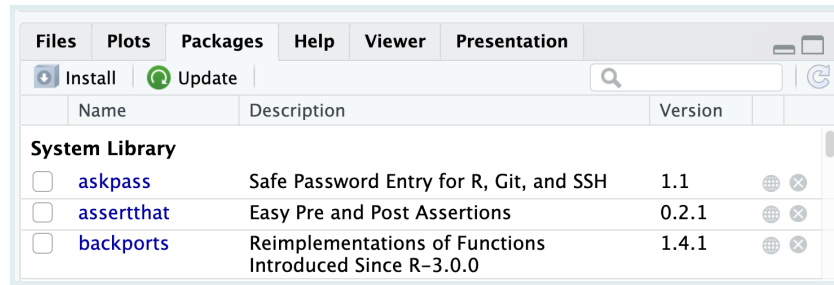 Files Plots Packages Help Viewer Presentation
Install Update
Name Description Version
System Library
askpass Safe Password Entry for R, Git, and SSH 1.1
assertthat Easy Pre and Post Assertions 0.2.1
backports Reimplementations of Functions 1.4.1
Introduced Since R-3.0.0